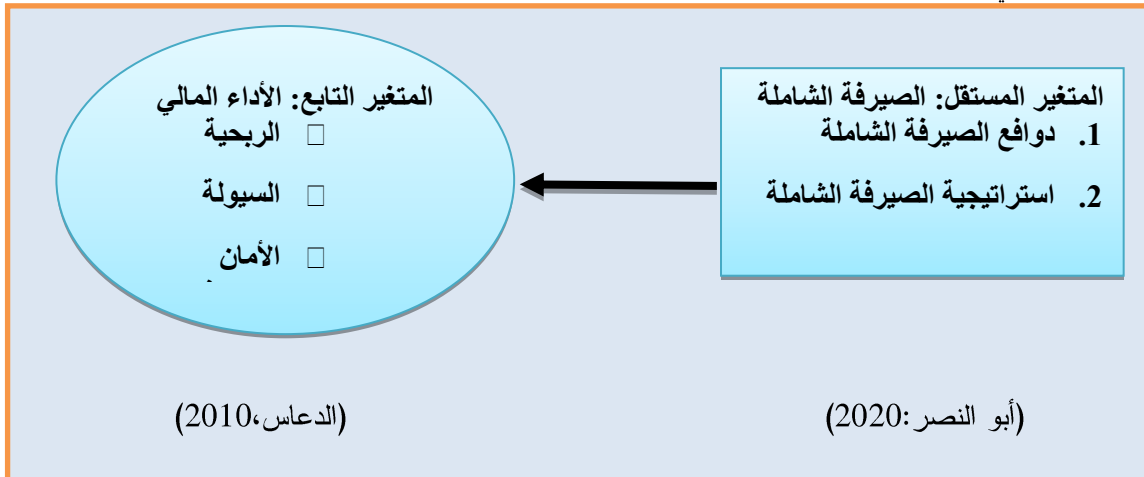 المتغير المستقل: الصيرفة الشاملة
1. دوافع الصيرفة الشاملة
2. استراتيجية الصيرفة الشاملة
المتغير التابع: الأداء المالي
الربحية
السيولة
الأمان
(أبو النصر:2020)
(الدعاس،2010)